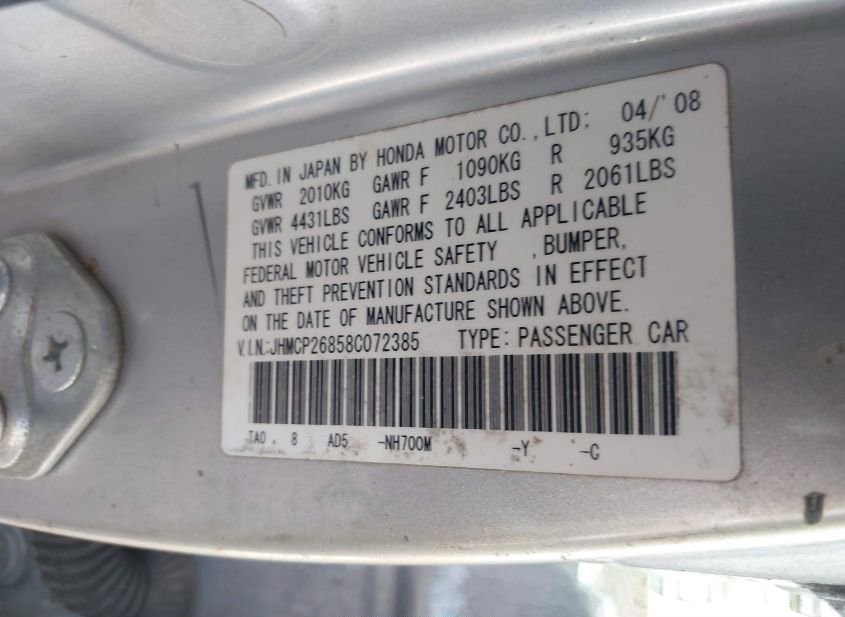 MFD. IN JAPAN BY HONDA MOTOR CO.,LTD; 04/'08
GVWR 2010KG GAWR F 1090KG R 935KG
GVWR 4431LBS GAWR F 2403LBS R 2061LBS
THIS VEHICLE CONFORMS TO ALL APPLICABLE
FEDERAL MOTOR VEHICLE SAFETY ,BUMPER,
AND THEFT PREVENTION STANDARDS IN EFFECT
ON THE DATE OF MANUFACTURE SHOWN ABOVE.
V.I.N.:JHMCP26858C072385 TYPE: PASSENGER CAR
TA0 . 8 AD5 -NH700M -Y -C